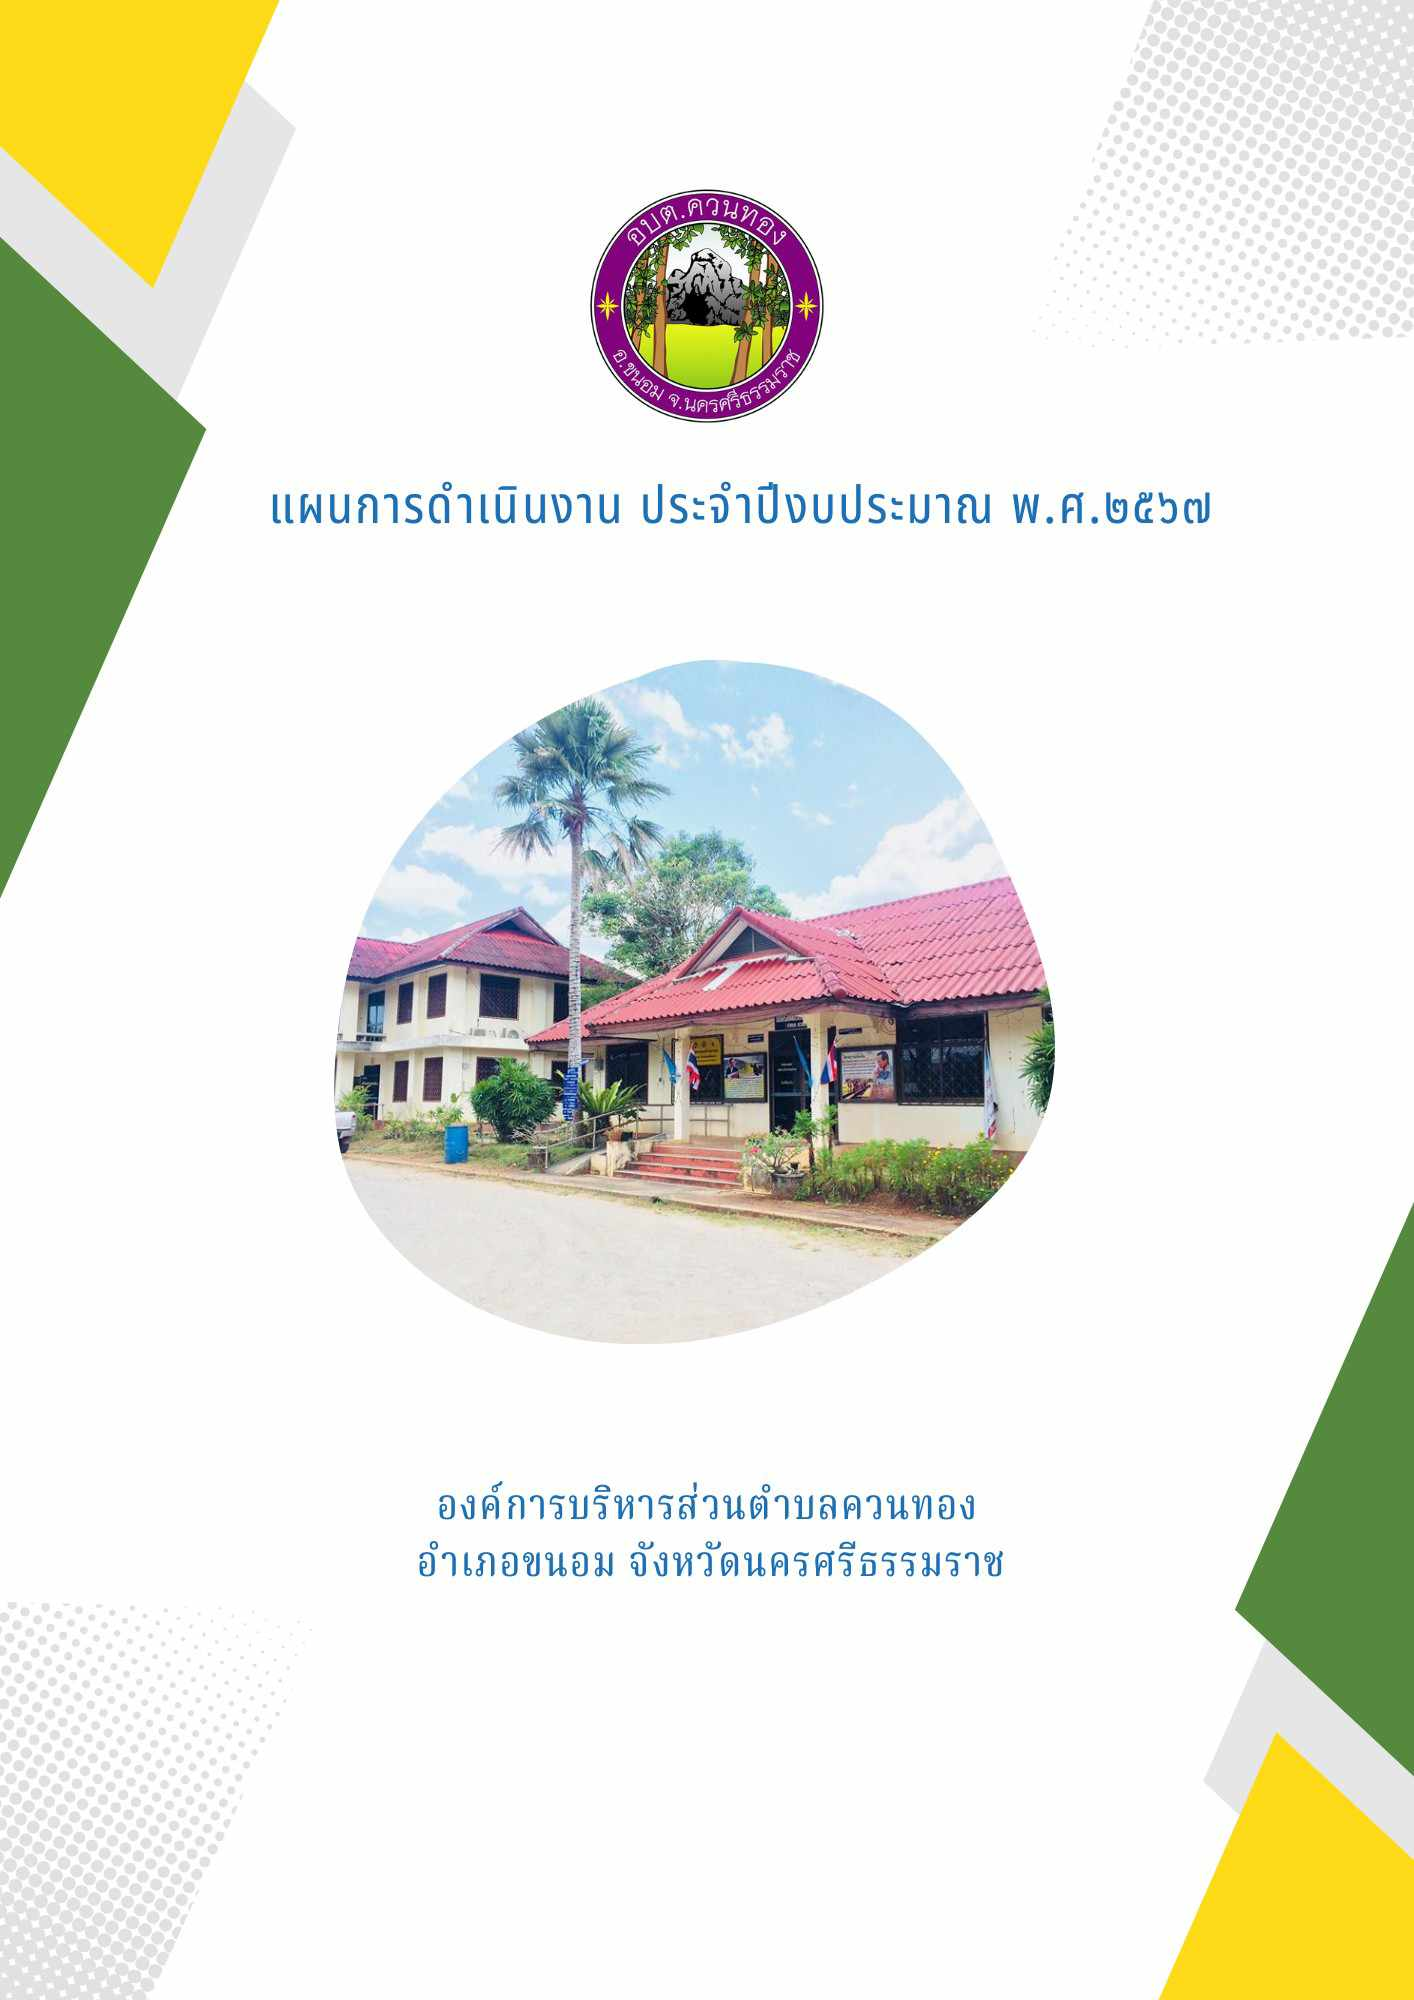 อบต.ควนทอง
อ.ขนอม จ.นครศรีธรรมราช
แผนการดำเนินงาน ประจำปีงบประมาณ พ.ศ.๒๕๖๗
องค์การบริหารส่วนตำบลควนทอง
อำเภอขนอม จังหวัดนครศรีธรรมราช